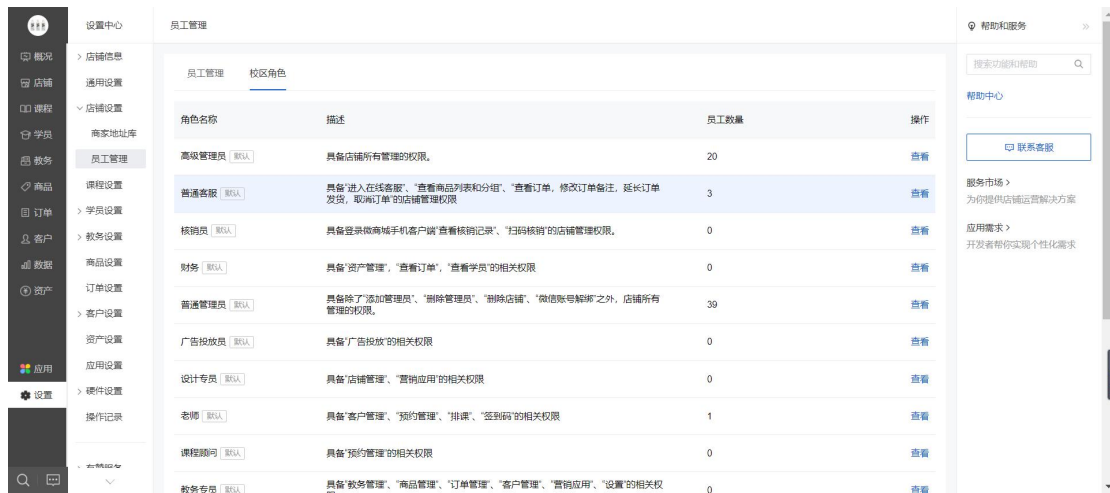 设置中心
员工管理
帮助和服务
概况
店铺
课程
学员
教务
商品
订单
客户
数据
资产
应用
设置
店铺信息
通用设置
店铺设置
商家地址库
员工管理
课程设置
学员设置
教务设置
商品设置
订单设置
客户设置
资产设置
应用设置
硬件设置
操作记录
员工管理 校区角色
角色名称 描述 员工数量 操作
高级管理员 默认 具备店铺所有管理的权限。 20 查看
普通客服 默认 具备"进入在线客服"、"查看商品列表和分组"、"查看订单，修改订单备注，延长订单
发货，取消订单"的店铺管理权限 3 查看
核销员 默认 具备登录微商城手机客户端"查看核销记录"、"扫码核销"的店铺管理权限。 0 查看
财务 默认 具备"资产管理"，"查看订单"，"查看学员"的相关权限 0 查看
普通管理员 默认 具备除了"添加管理员"、"删除管理员"、"删除店铺"、"微信账号解绑"之外，店铺所有
管理的权限。 39 查看
广告投放员 默认 具备"广告投放"的相关权限 0 查看
设计专员 默认 具备"店铺管理"、"营销应用"的相关权限 0 查看
老师 默认 具备"客户管理"、"预约管理"、"排课"、"签到码"的相关权限 1 查看
课程顾问 默认 具备"预约管理"的相关权限 0 查看
教务专员 默认 具备"教务管理"、"商品管理"、"订单管理"、"客户管理"、"营销应用"、"设置"的相关权 0 查看
搜索功能和帮助
帮助中心
联系客服
服务市场 >
为你提供店铺运营解决方案
应用需求 >
开发者帮你实现个性化需求